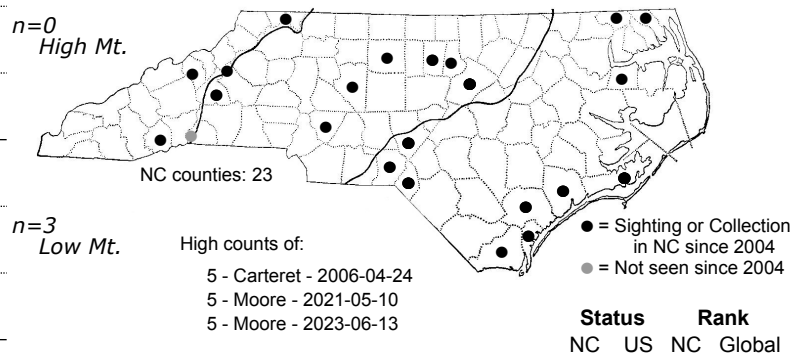 n=0
High Mt.
NC counties: 23
n=3
Low Mt.
High counts of:
5 - Carteret - 2006-04-24
5 - Moore - 2021-05-10
5 - Moore - 2023-06-13
= Sighting or Collection
in NC since 2004
= Not seen since 2004
Status Rank
NC US NC Global